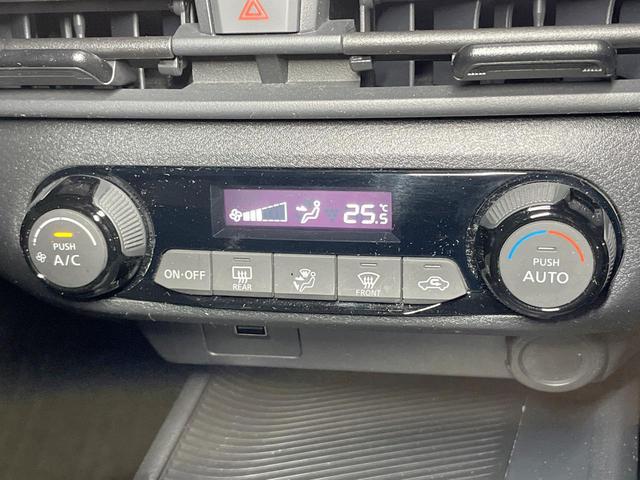 25.5 °C
PUSH
A/C
ON·OFF
REAR
FRONT
PUSH
AUTO